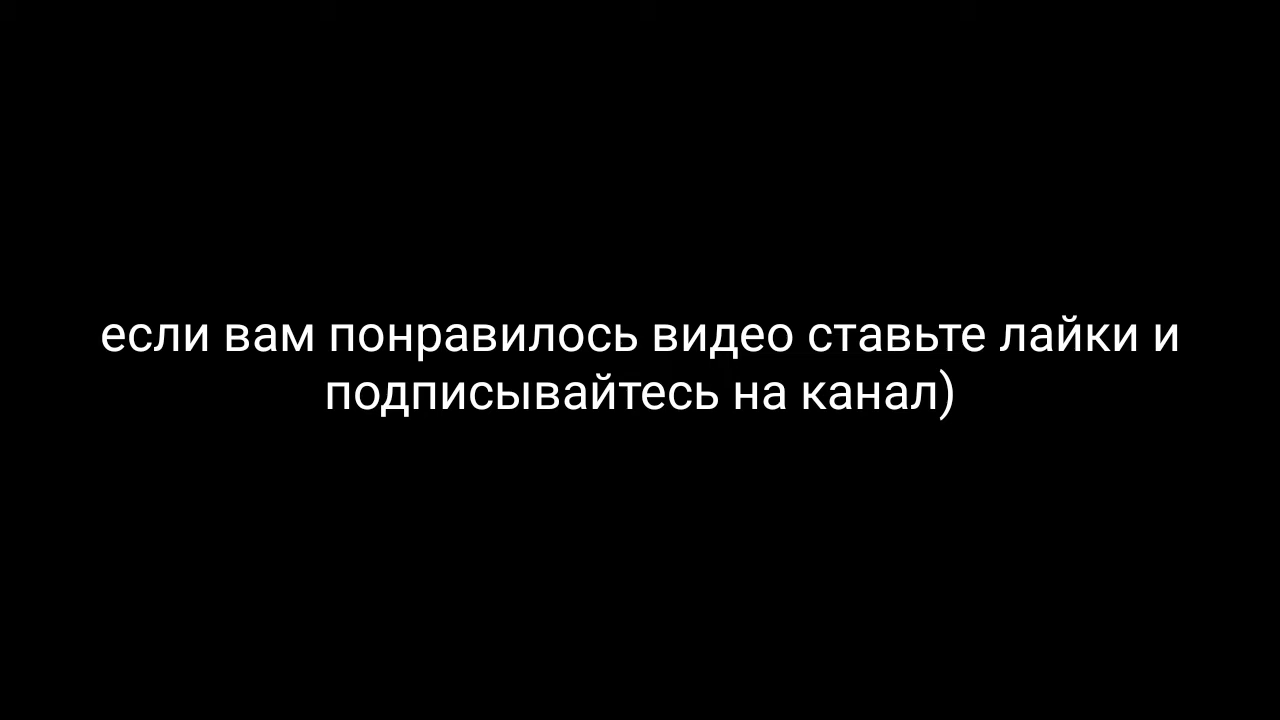 если вам понравилось видео ставьте лайки и
подписывайтесь на канал)